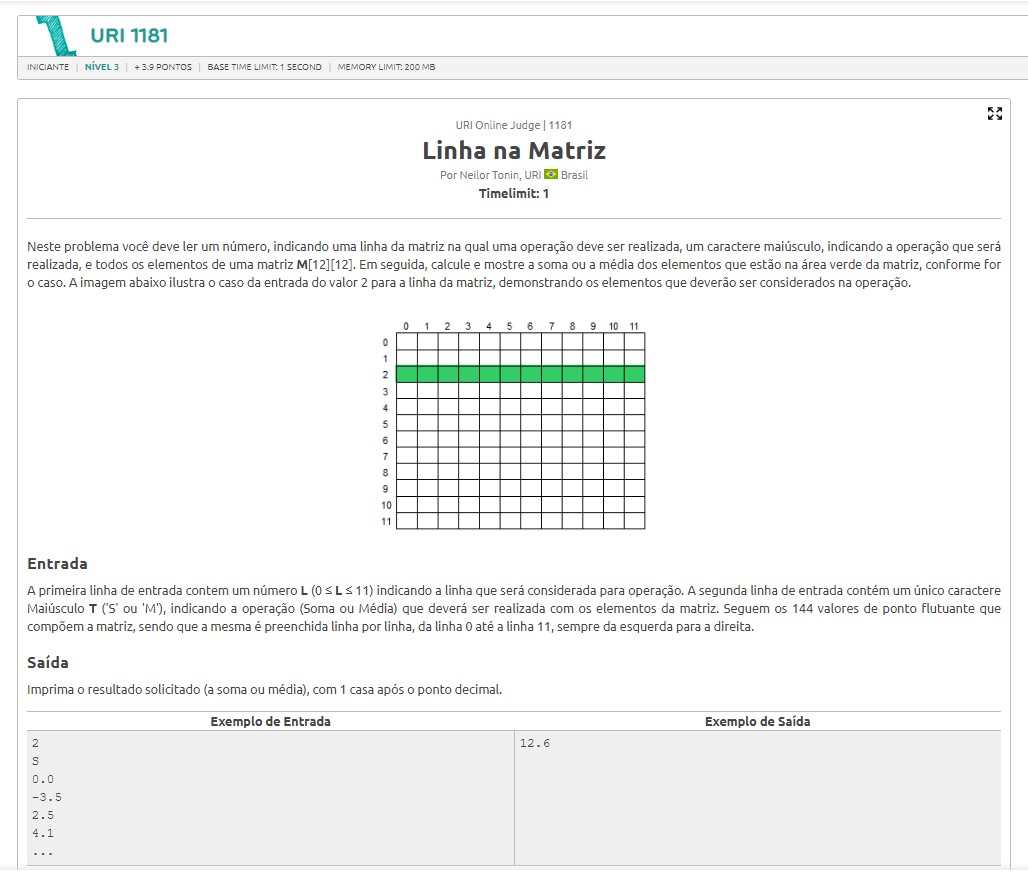 URI 1181
INICIANTE | NÍVEL 3 | + 3.9 PONTOS | BASE TIME LIMIT: 1 SECOND | MEMORY LIMIT: 200 MB
URI Online Judge | 1181
Linha na Matriz
Por Neilor Tonin, URI Brasil
Timelimit: 1
Neste problema você deve ler um número, indicando uma linha da matriz na qual uma operação deve ser realizada, um caractere maiúsculo, indicando a operação que será
realizada, e todos os elementos de uma matriz M[12][12]. Em seguida, calcule e mostre a soma ou a média dos elementos que estão na área verde da matriz, conforme for
o caso. A imagem abaixo ilustra o caso da entrada do valor 2 para a linha da matriz, demonstrando os elementos que deverão ser considerados na operação.
0 1 2 3 4 5 6 7 8 9 10 11
0
1
2
3
4
5
6
7
8
9
10
11
Entrada
A primeira linha de entrada contem um número L (0 ≤ L ≤ 11) indicando a linha que será considerada para operação. A segunda linha de entrada contém um único caractere
Maiúsculo T ('S' ou 'M'), indicando a operação (Soma ou Média) que deverá ser realizada com os elementos da matriz. Seguem os 144 valores de ponto flutuante que
compõem a matriz, sendo que a mesma é preenchida linha por linha, da linha 0 até a linha 11, sempre da esquerda para a direita.
Saída
Imprima o resultado solicitado (a soma ou média), com 1 casa após o ponto decimal.
Exemplo de Entrada Exemplo de Saída
2 12.6
S
0.0
-3.5
2.5
4.1
...